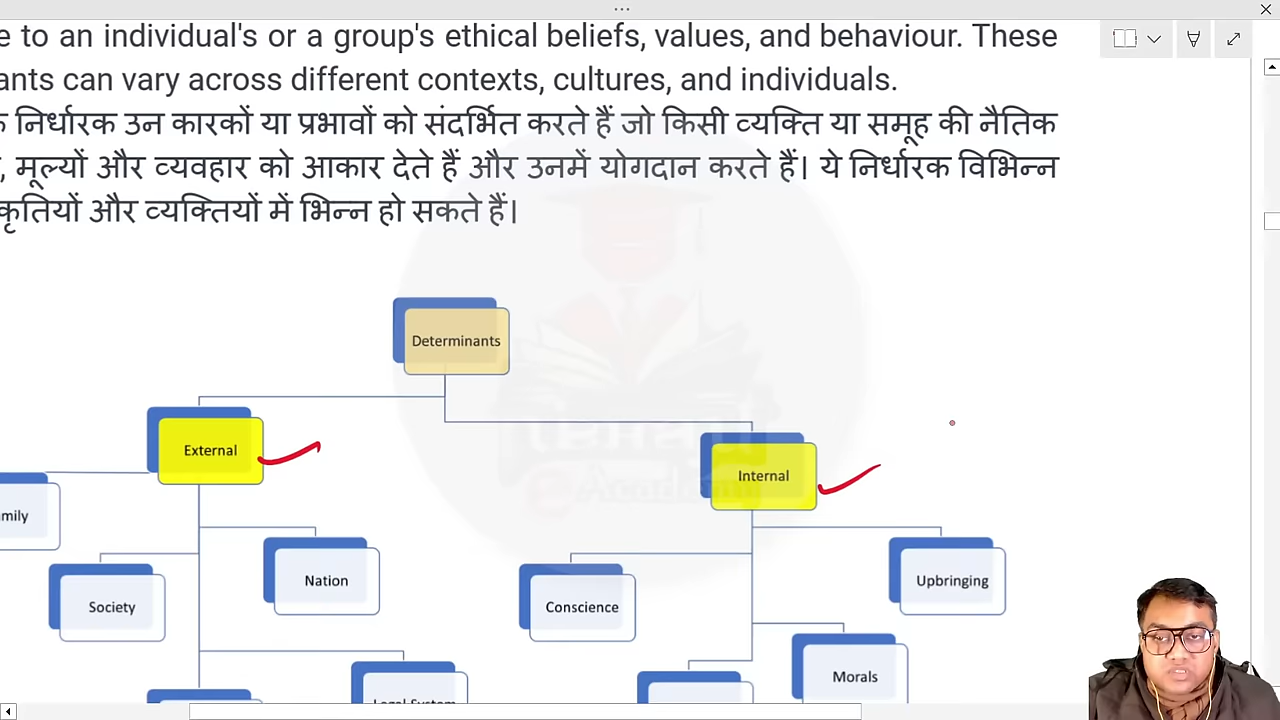 e to an individual's or a group's ethical beliefs, values, and behaviour. These
ants can vary across different contexts, cultures, and individuals.
क निर्धारक उन कारकों या प्रभावों को संदर्भित करते हैं जो किसी व्यक्ति या समूह की नैतिक
, मूल्यों और व्यवहार को आकार देते हैं और उनमें योगदान करते हैं। ये निर्धारक विभिन्न
कृतियों और व्यक्तियों में भिन्न हो सकते हैं।
Determinants
External
Internal
mily
Nation
Upbringing
Society
Conscience
Morals
Legal System